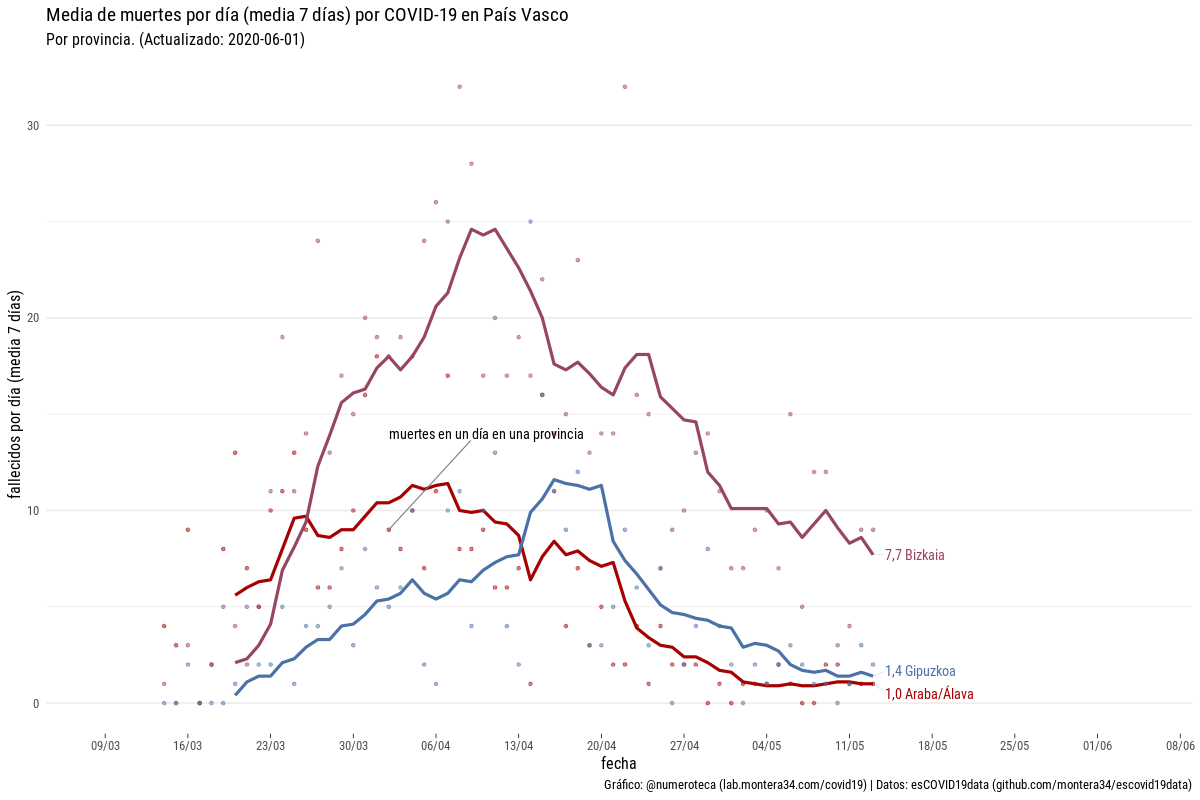 Media de muertes por día (media 7 días) por COVID-19 en País Vasco
Por provincia. (Actualizado: 2020-06-01)
fallecidos por día (media 7 días)
30
20
10
0
muertes en un día en una provincia
7,7 Bizkaia
1,4 Gipuzkoa
1,0 Araba/Álava
09/03 16/03 23/03 30/03 06/04 13/04 20/04 27/04 04/05 11/05 18/05 25/05 01/06 08/06
fecha
Gráfico: @numeroteca (lab.montera34.com/covid19) | Datos: esCOVID19data (github.com/montera34/escovid19data)